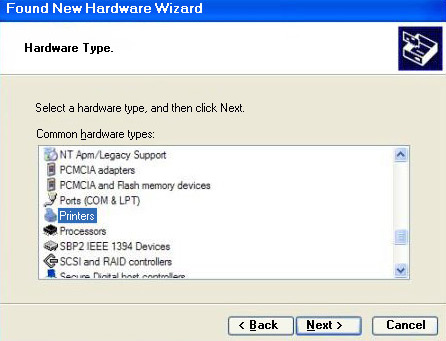 Found New Hardware Wizard
Hardware Type.
Select a hardware type, and then click Next.
Common hardware types:
NT Apm/Legacy Support
PCMCIA adapters
PCMCIA and Flash memory devices
Ports (COM & LPT)
Printers
Processors
SBP2 IEEE 1394 Devices
SCSI and RAID controllers
Secure Digital host controllers
< Back Next > Cancel